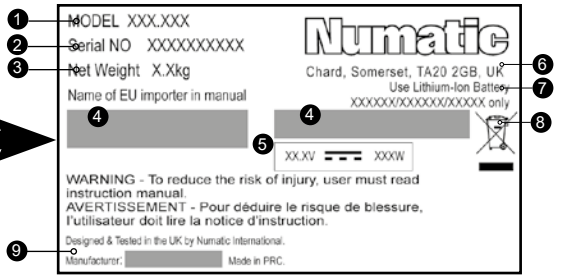 1 MODEL XXX.XXX
2 Serial NO XXXXXXXXXX
3 Net Weight X.Xkg
Name of EU importer in manual
4
Numatic
Chard, Somerset, TA20 2GB, UK 6
Use Lithium-Ion Battery 7
XXXXXX/XXXXXX/XXXXX only
4
8
5 XX.XV XXXW
WARNING - To reduce the risk of injury, user must read
instruction manual.
AVERTISSEMENT - Pour déduire le risque de blessure,
l'utilisateur doit lire la notice d'instruction.
Designed & Tested in the UK by Numatic International.
9 Manufacturer: Made in PRC.